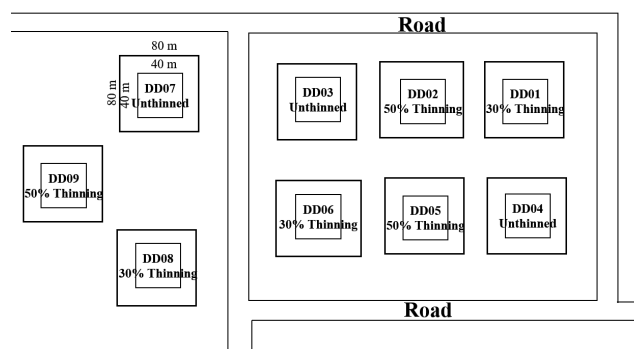 Road
80 m
40 m
80 m
40 m
DD07
Unthinned
DD03
Unthinned
DD02
50% Thinning
DD01
30% Thinning
DD09
50% Thinning
DD06
30% Thinning
DD05
50% Thinning
DD04
Unthinned
DD08
30% Thinning
Road